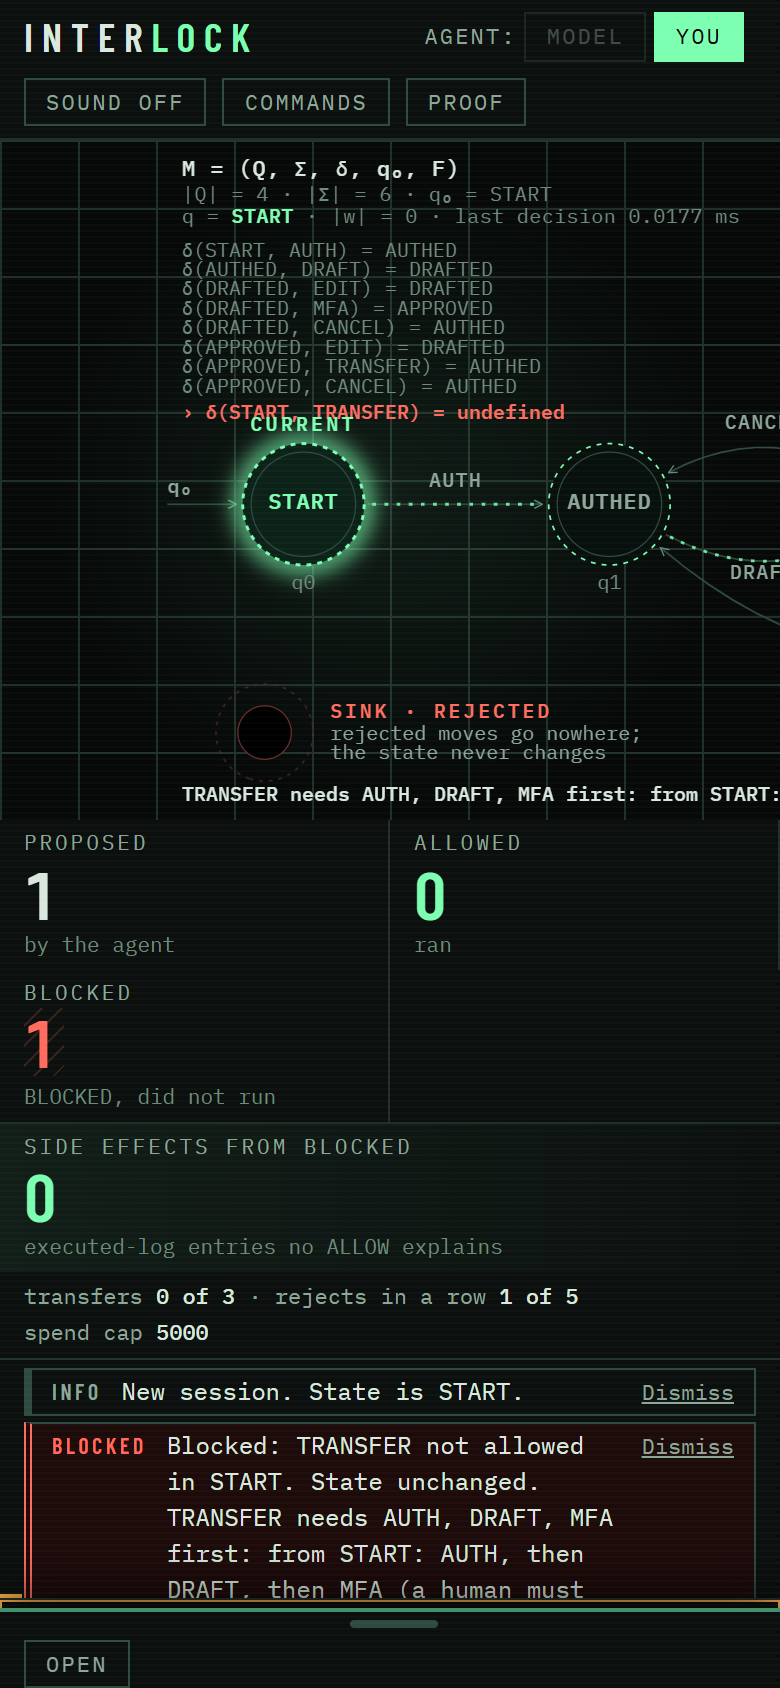 INTERLOCK
AGENT: MODEL YOU
SOUND OFF COMMANDS PROOF
M = (Q, Σ, δ, q₀, F)
|Q| = 4 · |Σ| = 6 · q₀ = START
q = START · |w| = 0 · last decision 0.0177 ms
δ(START, AUTH) = AUTHED
δ(AUTHED, DRAFT) = DRAFTED
δ(DRAFTED, EDIT) = DRAFTED
δ(DRAFTED, MFA) = APPROVED
δ(DRAFTED, CANCEL) = AUTHED
δ(APPROVED, EDIT) = DRAFTED
δ(APPROVED, TRANSFER) = AUTHED
δ(APPROVED, CANCEL) = AUTHED
› δ(START, TRANSFER) = undefined
CURRENT
CANC
q₀
AUTH
START
AUTHED
DRAF
q0
q1
SINK · REJECTED
rejected moves go nowhere;
the state never changes
TRANSFER needs AUTH, DRAFT, MFA first: from START:
PROPOSED
1
by the agent
ALLOWED
0
ran
BLOCKED
1
BLOCKED, did not run
SIDE EFFECTS FROM BLOCKED
0
executed-log entries no ALLOW explains
transfers 0 of 3 · rejects in a row 1 of 5
spend cap 5000
INFO New session. State is START. Dismiss
BLOCKED Blocked: TRANSFER not allowed Dismiss
in START. State unchanged.
TRANSFER needs AUTH, DRAFT, MFA
first: from START: AUTH, then
DRAFT, then MFA (a human must
OPEN